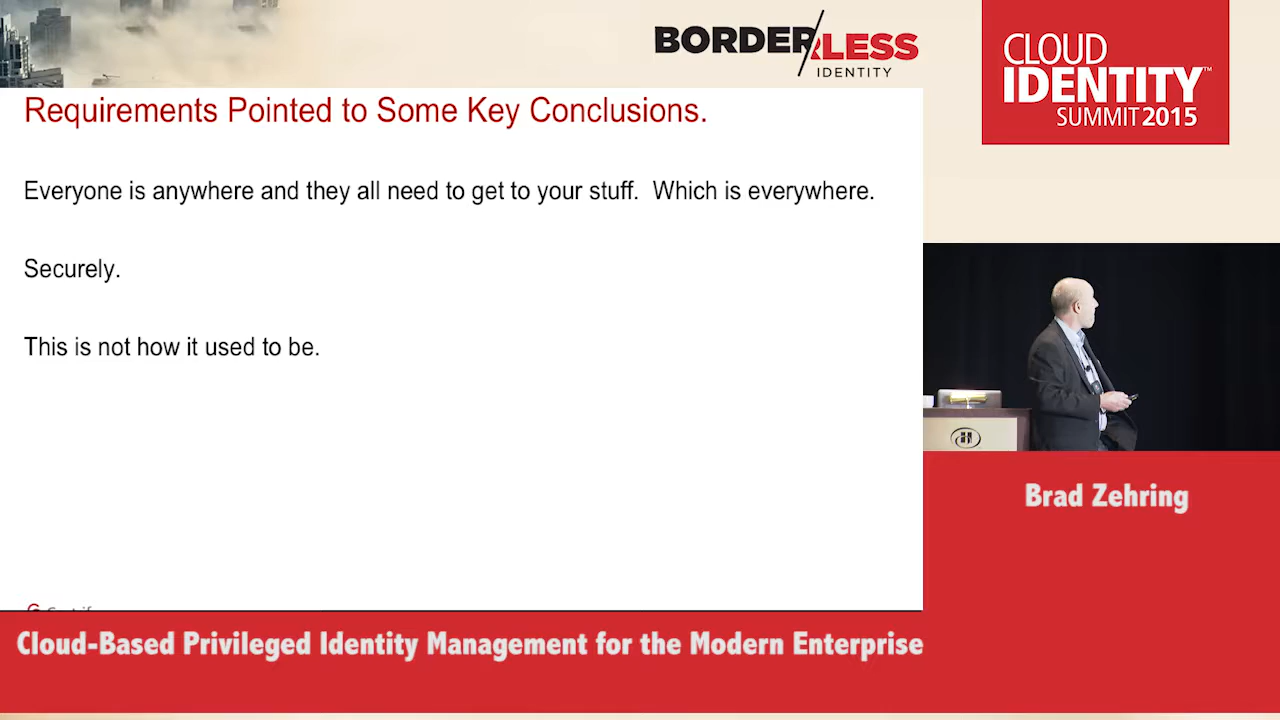 BORDERLESS
IDENTITY
CLOUD
IDENTITY™
SUMMIT 2015
Requirements Pointed to Some Key Conclusions.
Everyone is anywhere and they all need to get to your stuff.  Which is everywhere.
Securely.
This is not how it used to be.
Brad Zehring
Cloud-Based Privileged Identity Management for the Modern Enterprise